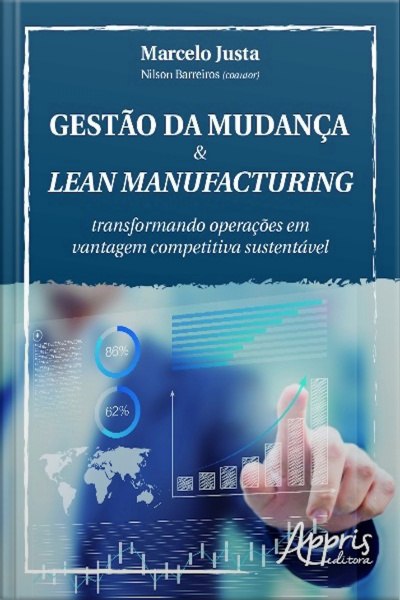 Marcelo Justa
Nilson Barreiros (coautor)
GESTÃO DA MUDANÇA
&
LEAN MANUFACTURING
transformando operações em
vantagem competitiva sustentável
86%
62%
Appris
editora